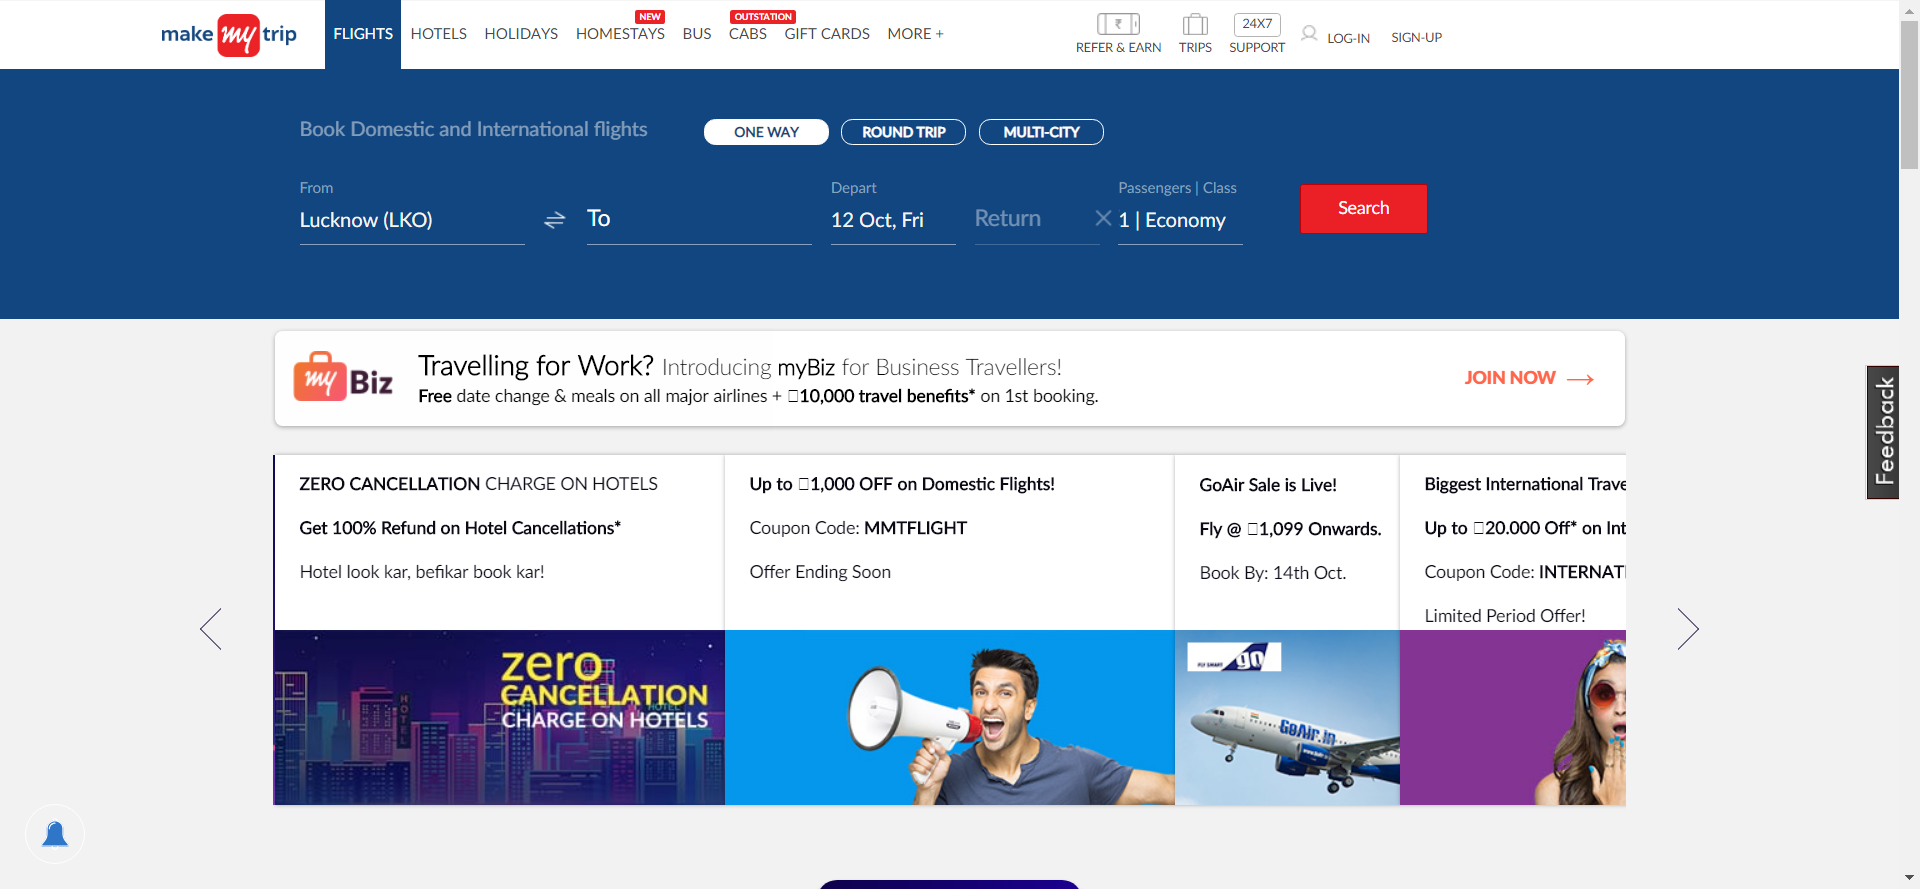 make my trip
FLIGHTS
HOTELS
HOLIDAYS
NEW
HOMESTAYS
BUS
OUTSTATION
CABS
GIFT CARDS
MORE +
₹
REFER & EARN
TRIPS
24X7
SUPPORT
LOG-IN
SIGN-UP
Book Domestic and International flights
ONE WAY
ROUND TRIP
MULTI-CITY
From
Lucknow (LKO)
To
Depart
12 Oct, Fri
Return
Passengers | Class
1 | Economy
Search
my Biz
Travelling for Work? Introducing myBiz for Business Travellers!
Free date change & meals on all major airlines + 10,000 travel benefits* on 1st booking.
JOIN NOW
Feedback
ZERO CANCELLATION CHARGE ON HOTELS
Get 100% Refund on Hotel Cancellations*
Hotel look kar, befikar book kar!
zero
CANCELLATION
CHARGE ON HOTELS
HOTEL
HOTEL
Up to 1,000 OFF on Domestic Flights!
Coupon Code: MMTFLIGHT
Offer Ending Soon
GoAir Sale is Live!
Fly @ 1,099 Onwards.
Book By: 14th Oct.
FLY SMART go
GoAir.in
Biggest International Trave
Up to 20.000 Off* on Int
Coupon Code: INTERNATI
Limited Period Offer!